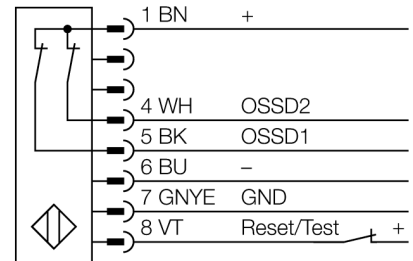 1 BN +
4 WH OSSD2
5 BK OSSD1
6 BU –
7 GNYE GND
8 VT Reset/Test +